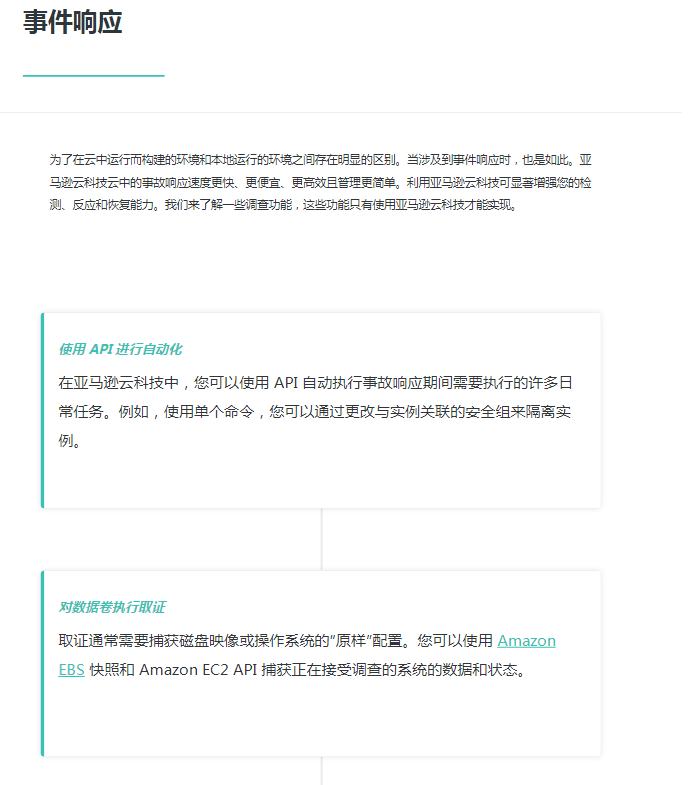 事件响应
为了在云中运行而构建的环境和本地运行的环境之间存在明显的区别。当涉及到事件响应时，也是如此。亚
马逊云科技云中的事故响应速度更快、更便宜、更高效且管理更简单。利用亚马逊云科技可显著增强您的检
测、反应和恢复能力。我们来了解一些调查功能，这些功能只有使用亚马逊云科技才能实现。
使用 API 进行自动化
在亚马逊云科技中，您可以使用 API 自动执行事故响应期间需要执行的许多日
常任务。例如，使用单个命令，您可以通过更改与实例关联的安全组来隔离实
例。
对数据卷执行取证
取证通常需要捕获磁盘映像或操作系统的“原样”配置。您可以使用 Amazon
EBS 快照和 Amazon EC2 API 捕获正在接受调查的系统的数据和状态。